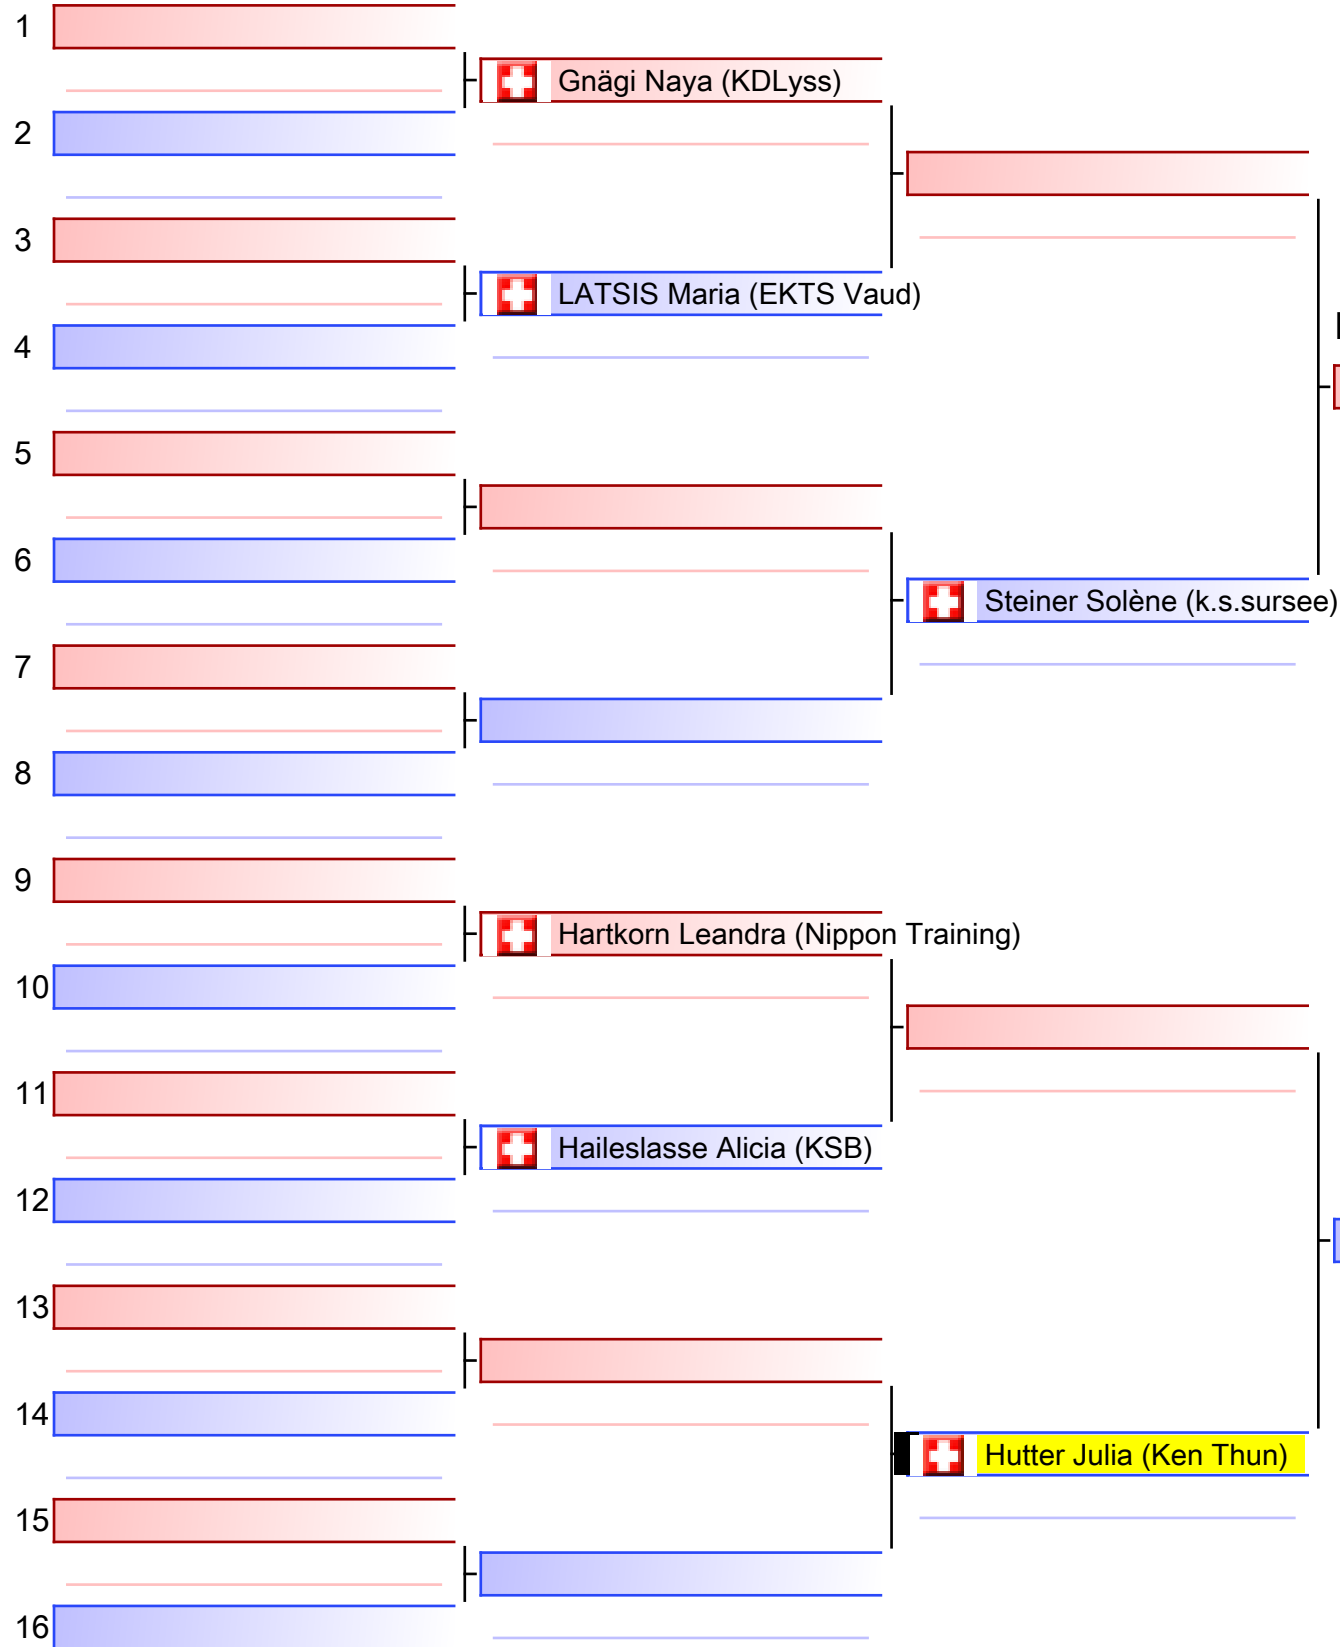 1
Gnägi Naya (KDLyss)
2
3
LATSIS Maria (EKTS Vaud)
4
5
6
Steiner Solène (k.s.sursee)
7
8
9
Hartkorn Leandra (Nippon Training)
10
11
Haileslasse Alicia (KSB)
12
13
14
Hutter Julia (Ken Thun)
15
16